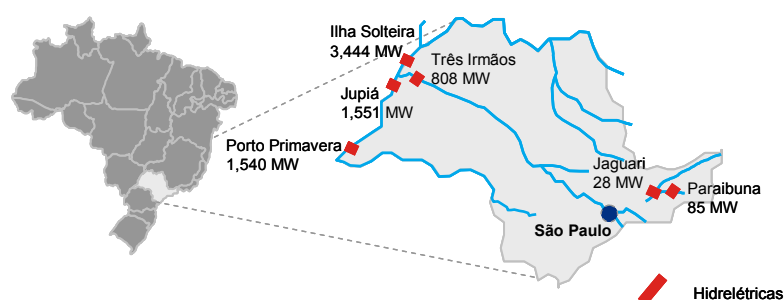 Ilha Solteira
3,444 MW
Três Irmãos
808 MW
Jupiá
1,551 MW
Porto Primavera
1,540 MW
Jaguari
28 MW
Paraibuna
85 MW
São Paulo
Hidrelétricas